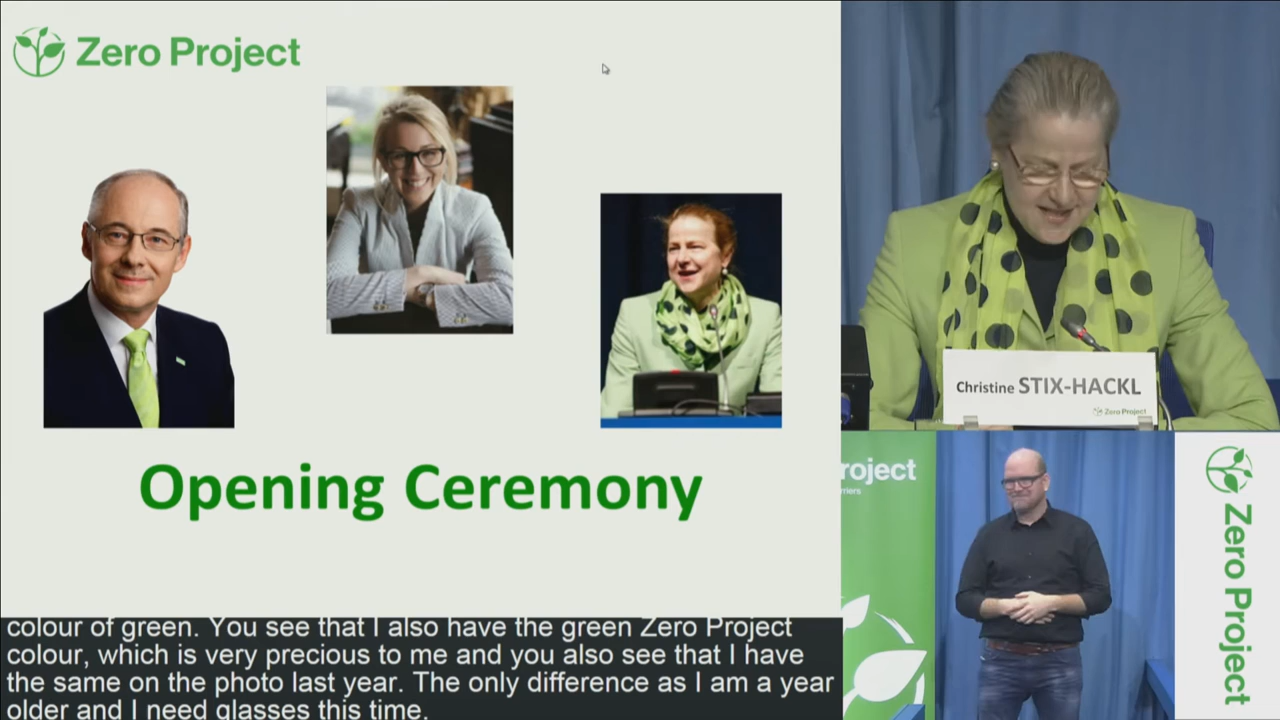 Zero Project
Opening Ceremony
colour of green. You see that I also have the green Zero Project
colour, which is very precious to me and you also see that I have
the same on the photo last year. The only difference as I am a year
older and I need glasses this time.
Christine STIX-HACKL
Zero Project
roject
rriers
Zero Project